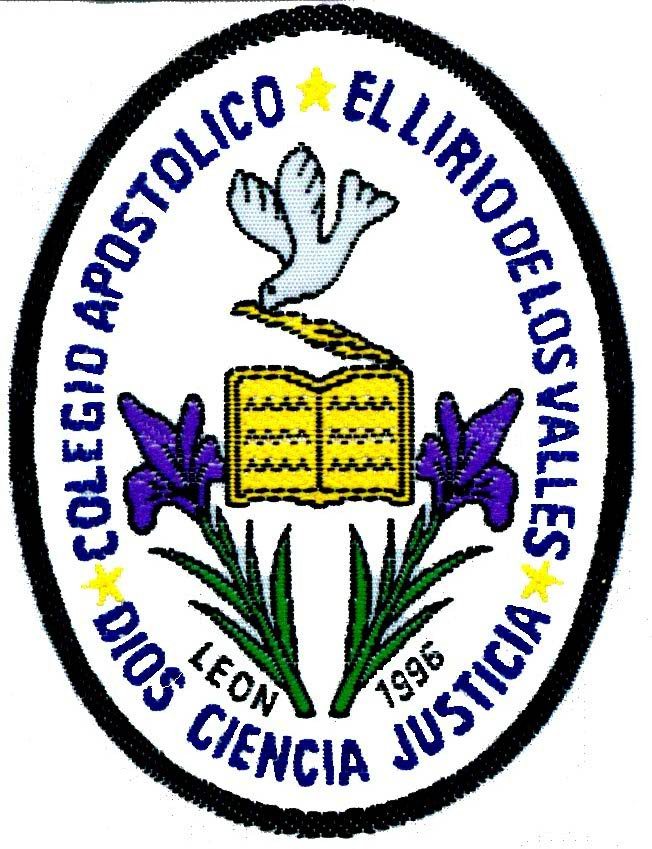 COLEGIO APOSTOLICO
EL LIRIO DE LOS VALLES
LEON 1996
DIOS CIENCIA JUSTICIA